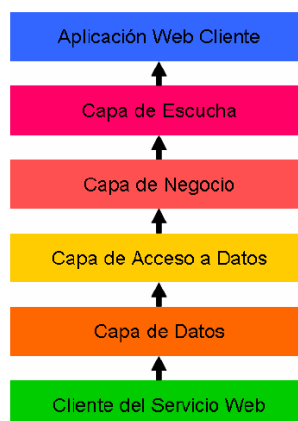 Aplicación Web Cliente
Capa de Escucha
Capa de Negocio
Capa de Acceso a Datos
Capa de Datos
Cliente del Servicio Web